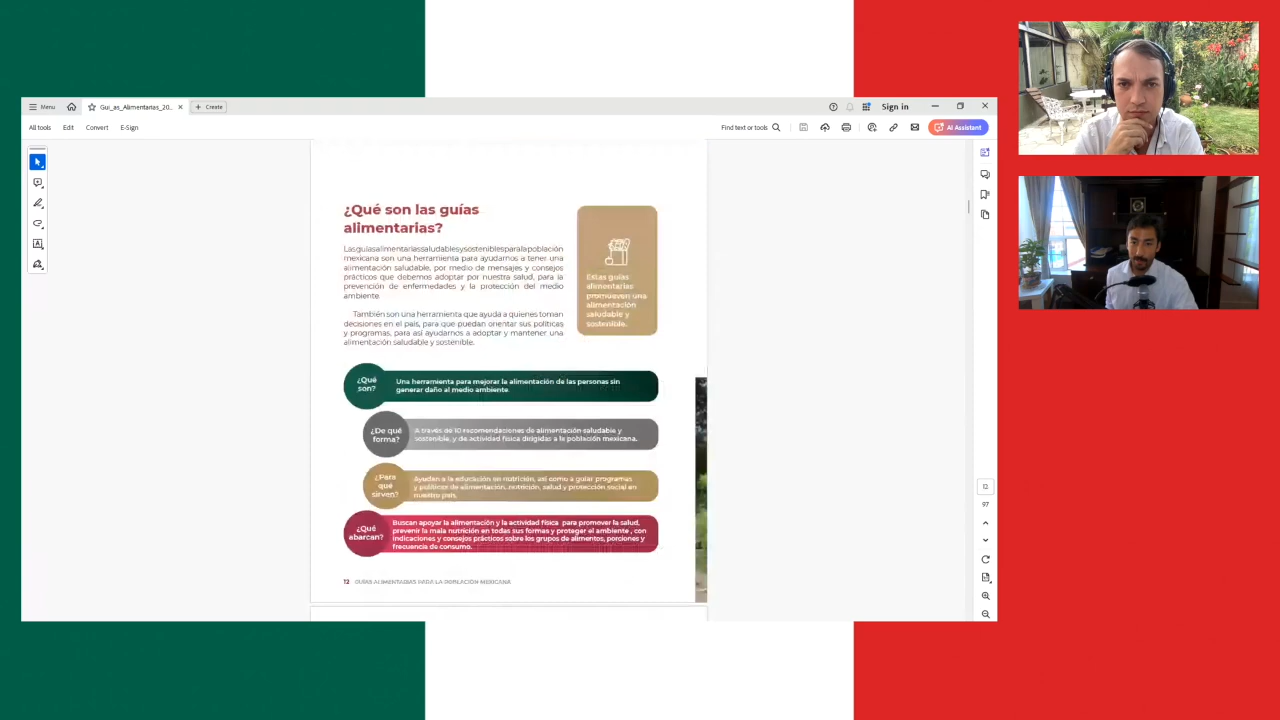 Menu
Gui_as_Alimentarias_20...
Create
Sign in
All tools
Edit
Convert
E-Sign
Find text or tools
AI Assistant
¿Qué son las guías
alimentarias?
Las guías alimentarias saludables y sostenibles para la población
mexicana son una herramienta para ayudarnos a tener una
alimentación saludable, por medio de mensajes y consejos
prácticos que debemos adoptar por nuestra salud, para la
prevención de enfermedades y la protección del medio
ambiente.
También son una herramienta que ayuda a quienes toman
decisiones en el país, para que puedan orientar sus políticas
y programas, para así ayudarnos a adoptar y mantener una
alimentación saludable y sostenible.
Estas guías
alimentarias
promueven una
alimentación
saludable y
sostenible.
¿Qué
son?
Una herramienta para mejorar la alimentación de las personas sin
generar daño al medio ambiente.
¿De qué
forma?
A través de 10 recomendaciones de alimentación saludable y
sostenible, y de actividad física dirigidas a la población mexicana.
¿Para
qué
sirven?
Ayudan a la educación en nutrición, así como a guiar programas
y políticas de alimentación, nutrición, salud y protección social en
nuestro país.
¿Qué
abarcan?
Buscan apoyar la alimentación y la actividad física para promover la salud,
prevenir la mala nutrición en todas sus formas y proteger el ambiente, con
indicaciones y consejos prácticos sobre los grupos de alimentos, porciones y
frecuencia de consumo.
12 GUÍAS ALIMENTARIAS PARA LA POBLACIÓN MEXICANA
12
97